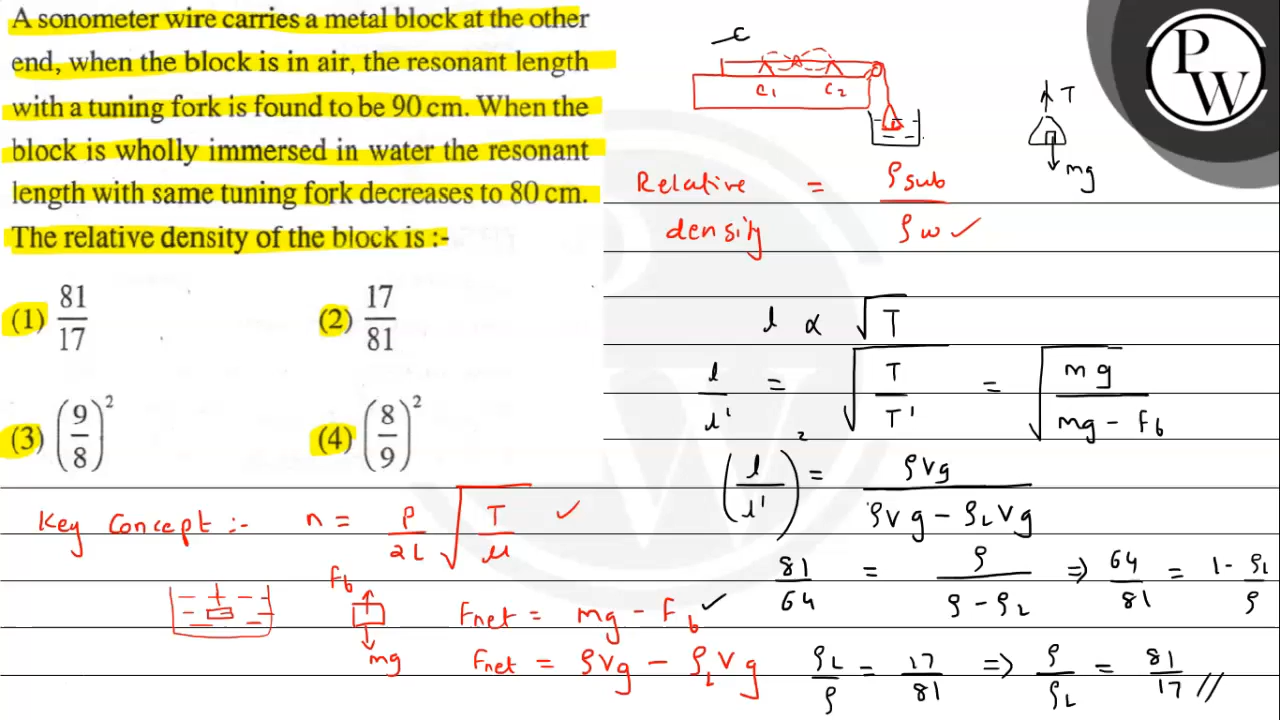 A sonometer wire carries a metal block at the other
end, when the block is in air, the resonant length
with a tuning fork is found to be 90 cm. When the
block is wholly immersed in water the resonant
length with same tuning fork decreases to 80 cm.
The relative density of the block is :-
(1) 81/17
(2) 17/81
(3) (9/8)²
(4) (8/9)²
Key Concept :- n = P/2L √(T/μ) ✓
Fb
mg
Fnet = mg - Fb ✓
Fnet = ρVg - ρLVg
C1 C2
T
mg
P
W
Relative density = ρsub/ρw ✓
l ∝ √T
l/l' = √(T/T') = √(mg/(mg - Fb))
(l/l')² = ρVg/(ρVg - ρLVg)
81/64 = ρ/(ρ - ρL) ⇒ 64/81 = 1 - ρL/ρ
ρL/ρ = 17/81 ⇒ ρ/ρL = 81/17 //